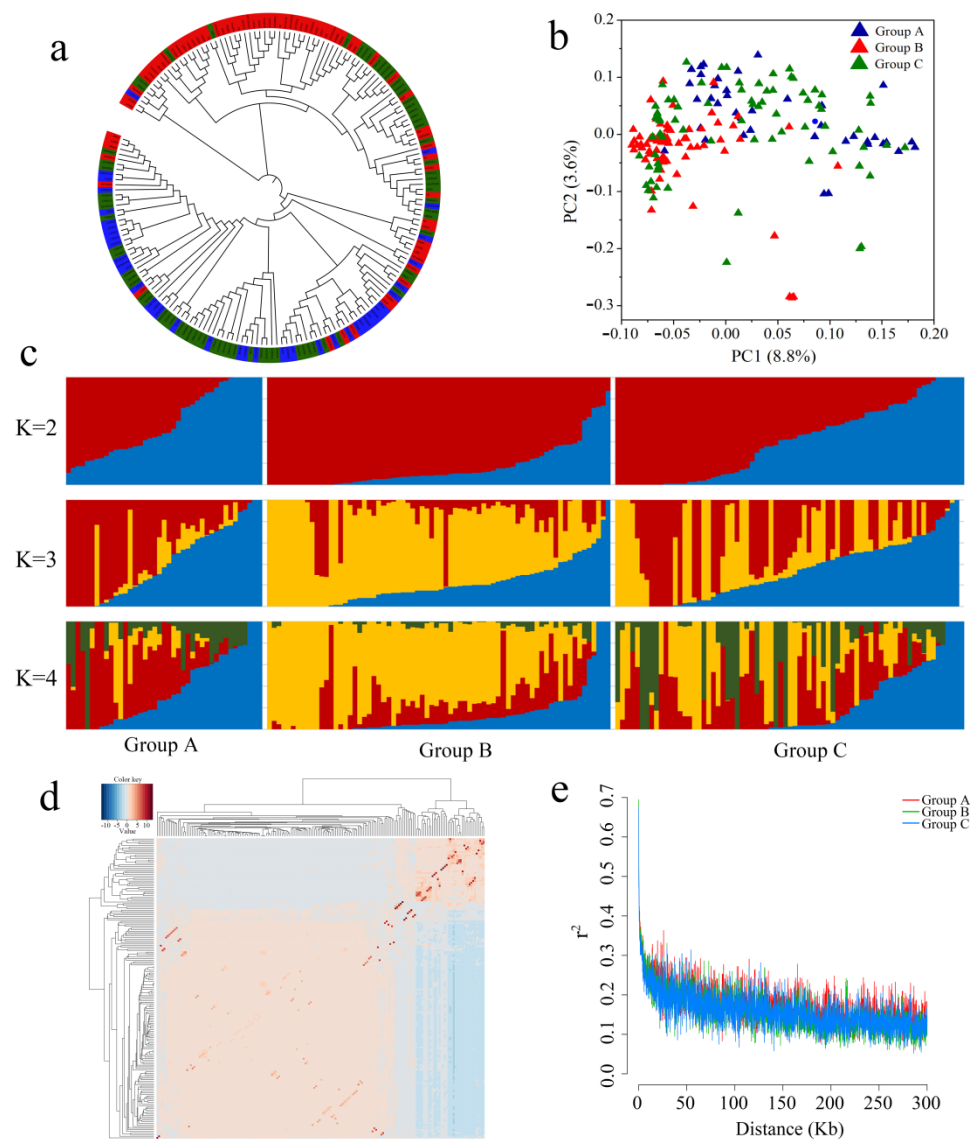 a
b
0.2
0.1
0.0
−0.1
−0.2
−0.3
PC2 (3.6%)
Group A
Group B
Group C
−0.10
−0.05
0.00
0.05
0.10
0.15
0.20
PC1 (8.8%)
c
K=2
K=3
K=4
Group A
Group B
Group C
d
Color key
-10 -5 0 5 10
Value
e
Group A
Group B
Group C
0.7
0.6
0.5
0.4
0.3
0.2
0.1
0.0
r²
0 50 100 150 200 250 300
Distance (Kb)